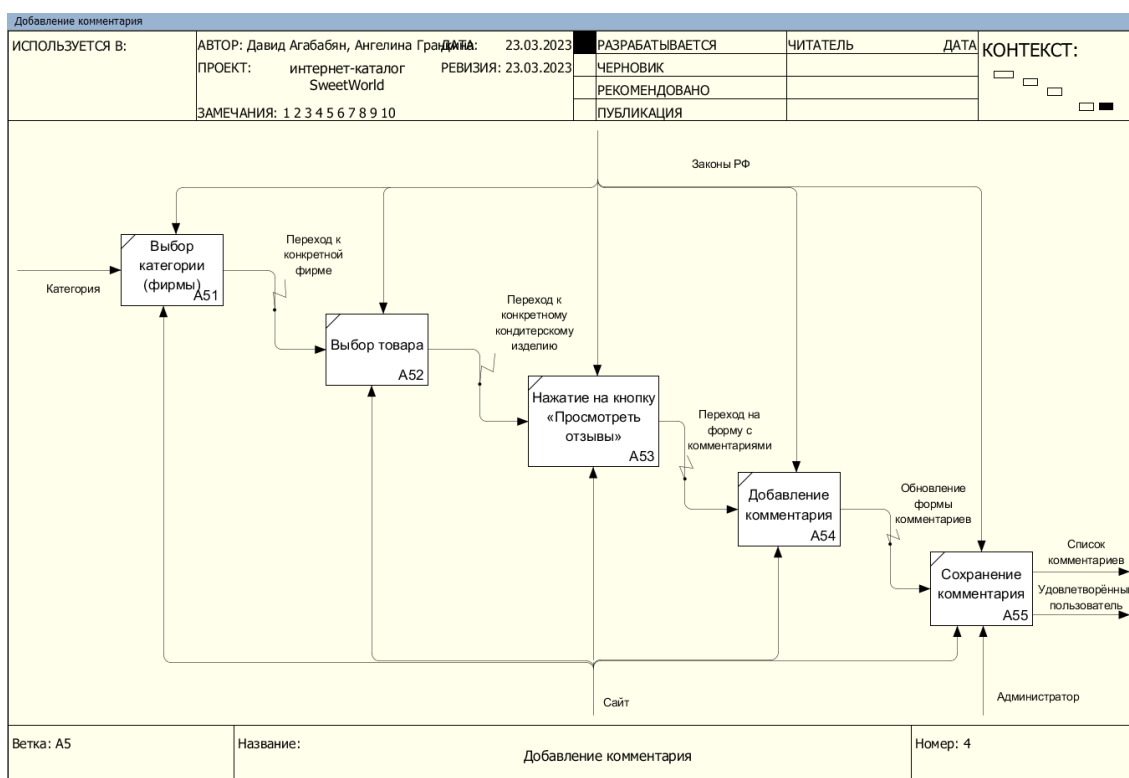 Добавление комментария
ИСПОЛЬЗУЕТСЯ В:
АВТОР: Давид Агабабян, Ангелина
ДАТА:
23.03.2023
ПРОЕКТ: интернет-каталог
SweetWorld
РЕВИЗИЯ: 23.03.2023
ЗАМЕЧАНИЯ: 1 2 3 4 5 6 7 8 9 10
РАЗРАБАТЫВАЕТСЯ
ЧЕРНОВИК
РЕКОМЕНДОВАНО
ПУБЛИКАЦИЯ
ЧИТАТЕЛЬ
ДАТА
КОНТЕКСТ:
Законы РФ
Категория
Выбор
категории
(фирмы)
A51
Переход к
конкретной
фирме
Выбор товара
A52
Переход к
конкретному
кондитерскому
изделию
Нажатие на кнопку
«Просмотреть
отзывы»
A53
Переход на
форму с
комментариями
Добавление
комментария
A54
Обновление
формы
комментариев
Сохранение
комментария
A55
Список
комментариев
Удовлетворённы
пользователь
Сайт
Администратор
Ветка: A5
Название:
Добавление комментария
Номер: 4